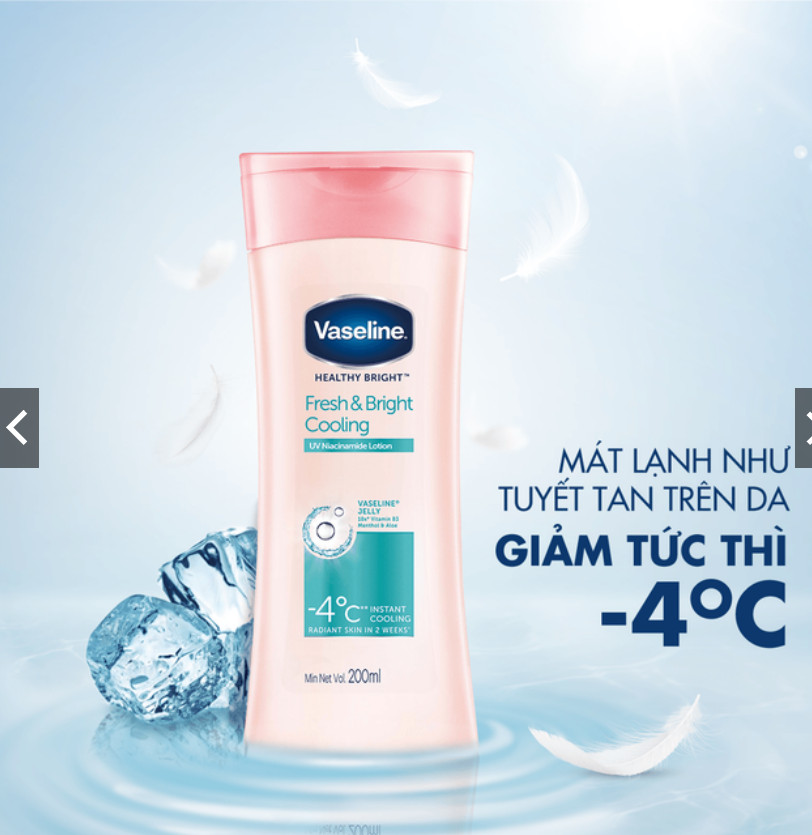 Vaseline.
HEALTHY BRIGHT™
Fresh & Bright
Cooling
UV Niacinamide Lotion
VASELINE®
JELLY
10x* Vitamin B3
Menthol & Aloe
-4°C** INSTANT
COOLING
RADIANT SKIN IN 2 WEEKS*
Min Net Vol. 200ml
MÁT LẠNH NHƯ
TUYẾT TAN TRÊN DA
GIẢM TỨC THÌ
-4°C